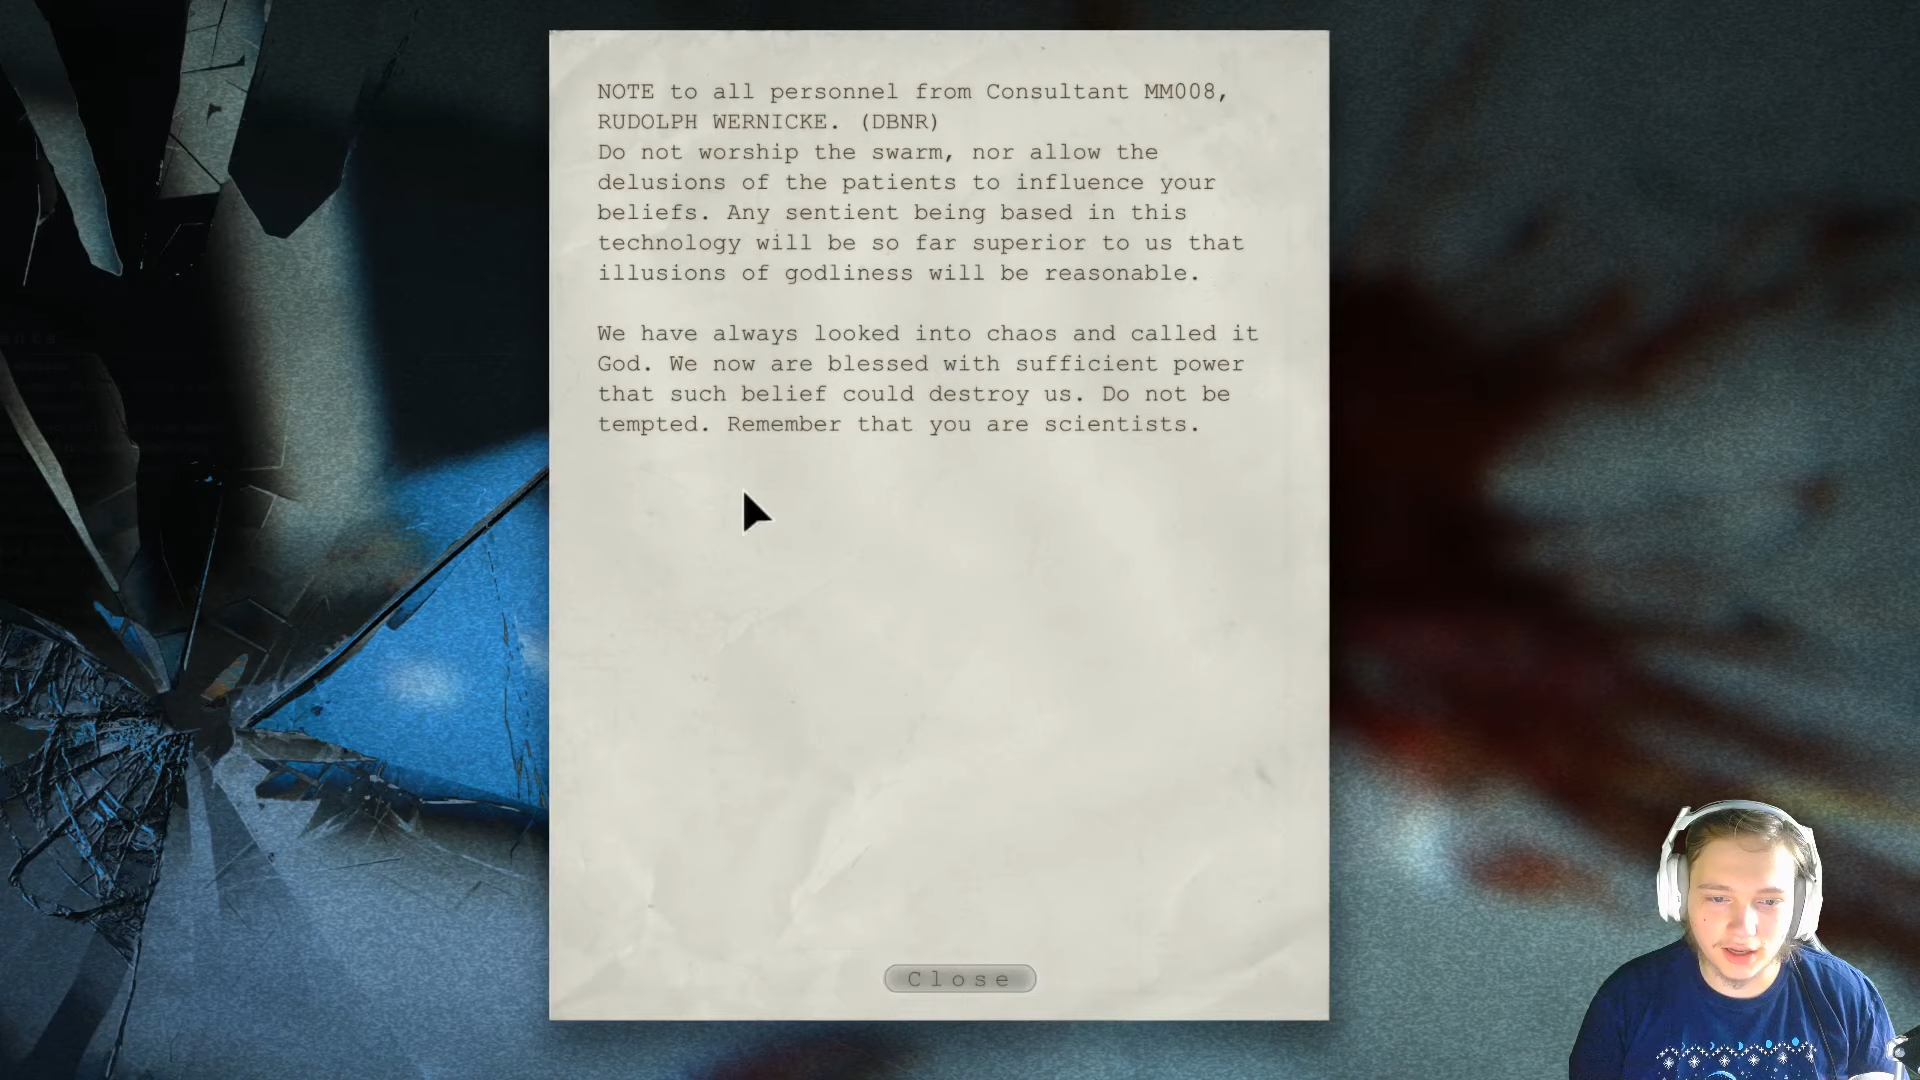 NOTE to all personnel from Consultant MM008,
RUDOLPH WERNICKE. (DBNR)
Do not worship the swarm, nor allow the
delusions of the patients to influence your
beliefs. Any sentient being based in this
technology will be so far superior to us that
illusions of godliness will be reasonable.
We have always looked into chaos and called it
God. We now are blessed with sufficient power
that such belief could destroy us. Do not be
tempted. Remember that you are scientists.
Close